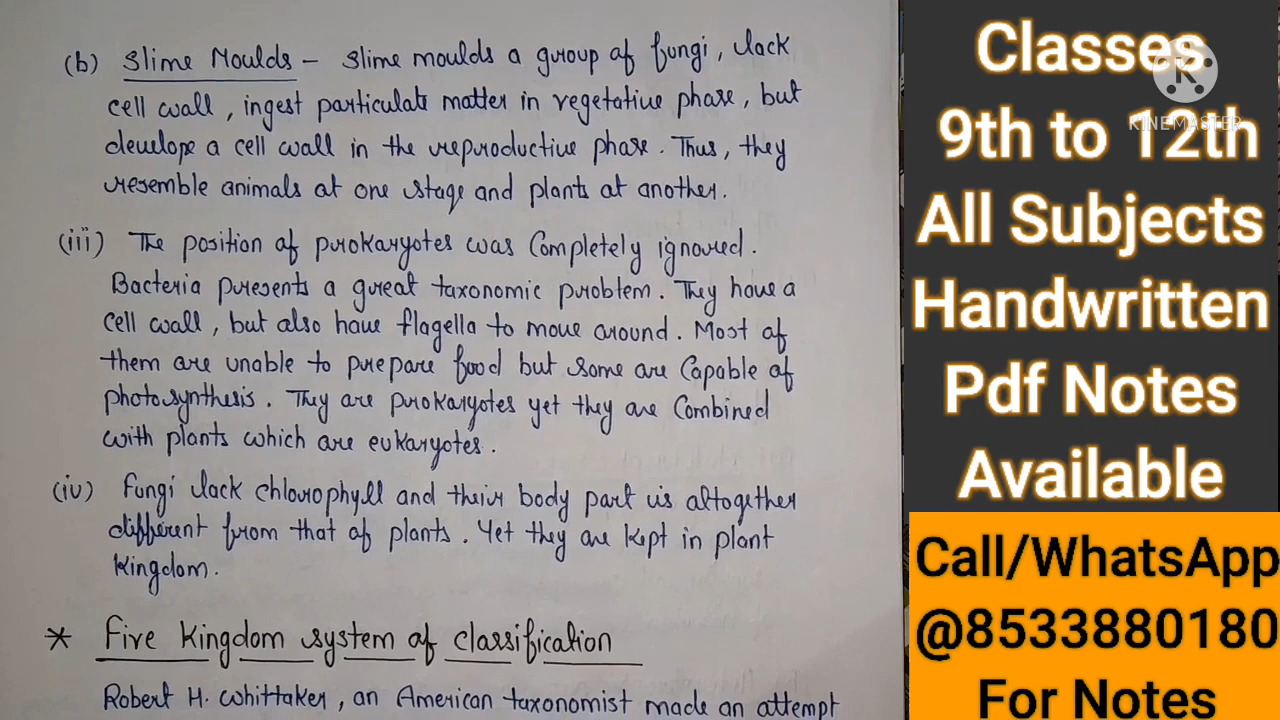 (b) Slime Moulds - Slime moulds a group of fungi, lack
cell wall, ingest particulate matter in vegetative phase, but
develope a cell wall in the reproductive phase. Thus, they
resemble animals at one stage and plants at another.
(iii) The position of prokaryotes was Completely ignored.
Bacteria presents a great taxonomic problem. They have a
cell wall, but also have flagella to move around. Most of
them are unable to prepare food but some are Capable of
photosynthesis. They are prokaryotes yet they are Combined
with plants which are eukaryotes.
(iv) Fungi lack chlorophyll and their body part is altogether
different from that of plants. Yet they are kept in plant
kingdom.
* Five Kingdom system of classification
Robert H. Whittaker, an American taxonomist made an attempt
Classes
9th to 12th
All Subjects
Handwritten
Pdf Notes
Available
Call/WhatsApp
@8533880180
For Notes
K
KINEMASTER